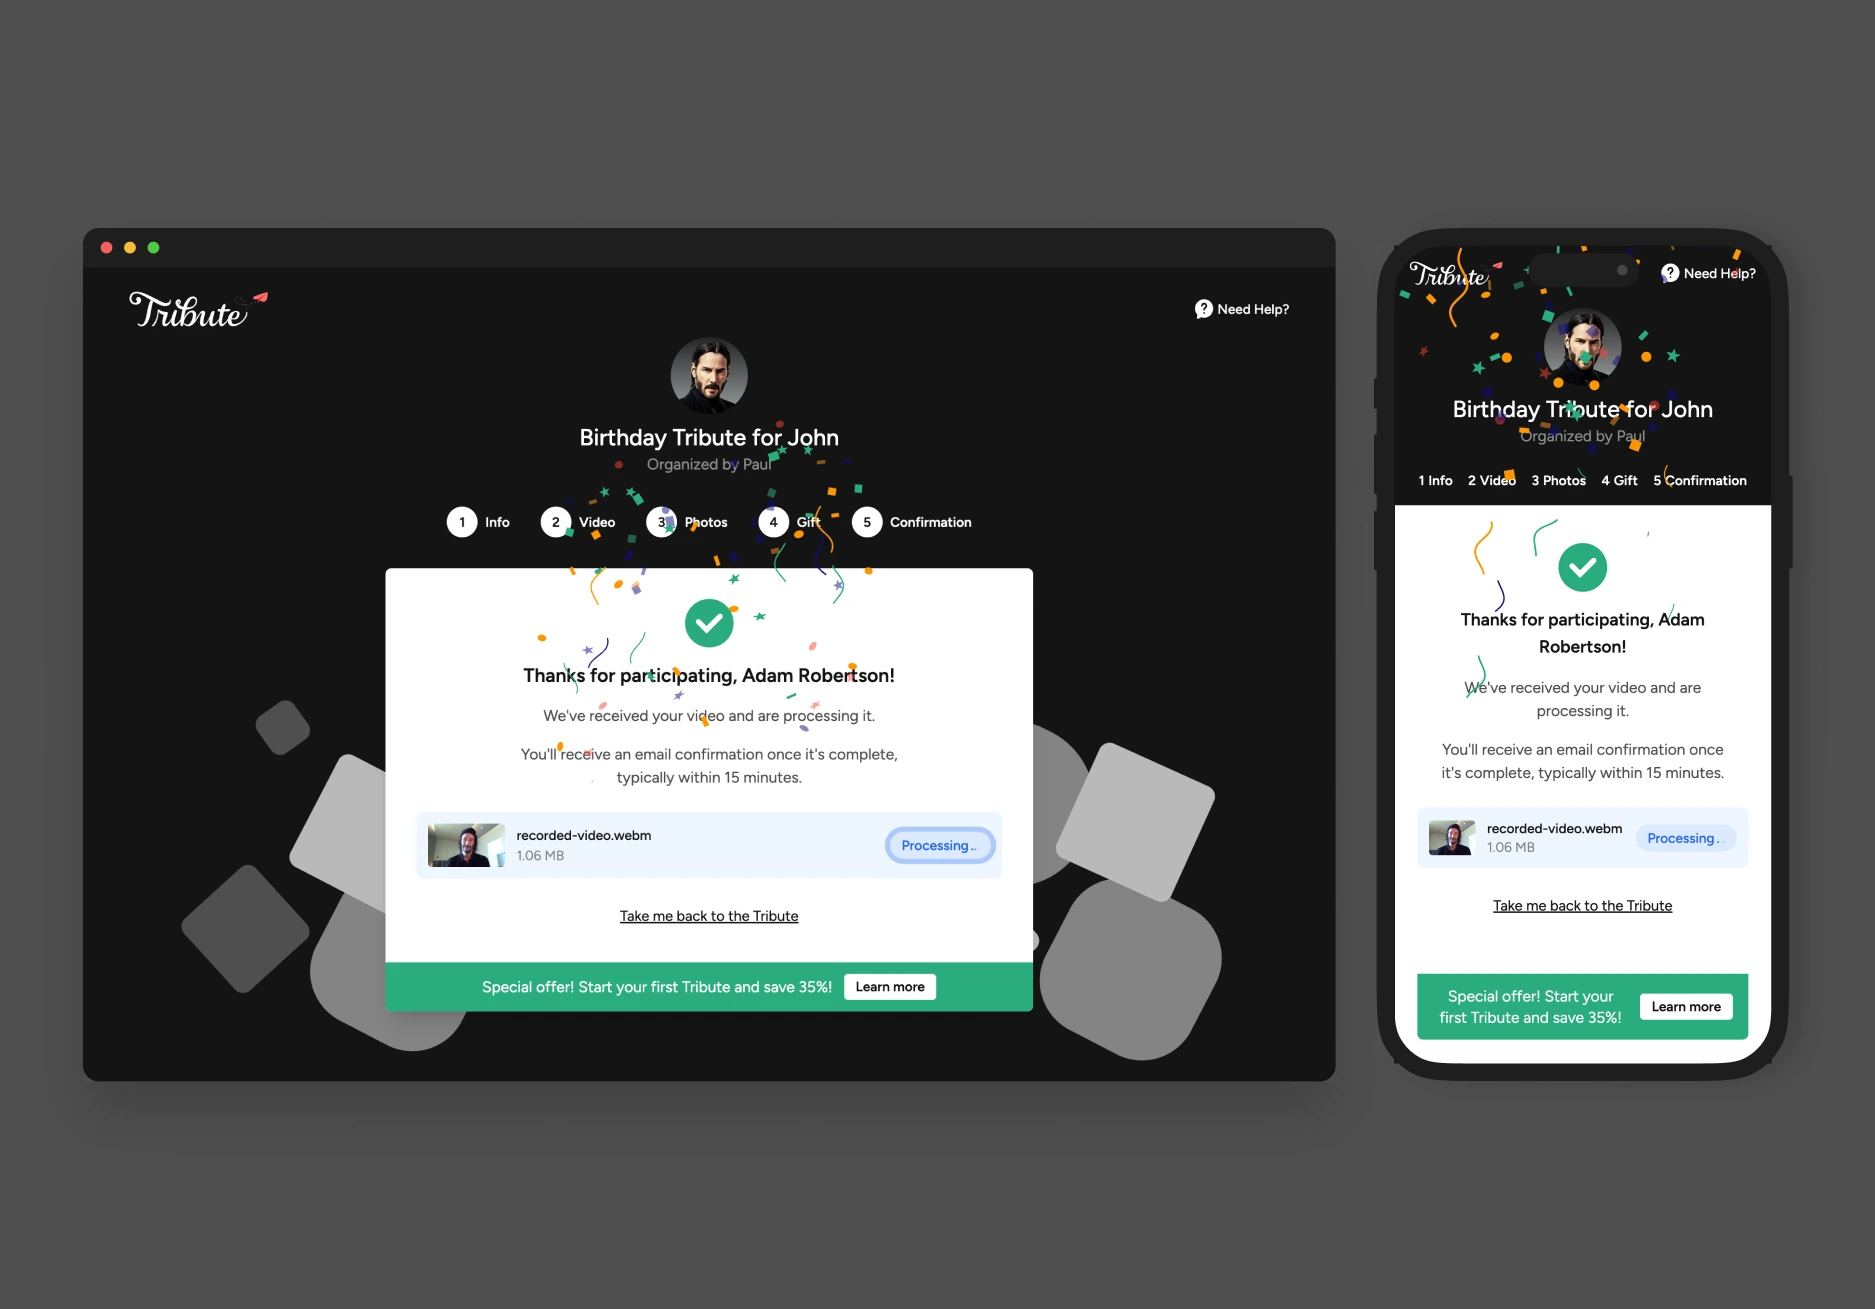 Tribute
Need Help?
Birthday Tribute for John
Organized by Paul
1 Info 2 Video 3 Photos 4 Gift 5 Confirmation
Thanks for participating, Adam Robertson!
We've received your video and are processing it.
You'll receive an email confirmation once it's complete,
typically within 15 minutes.
recorded-video.webm
1.06 MB
Processing..
Take me back to the Tribute
Special offer! Start your first Tribute and save 35%! Learn more
Tribute
Need Help?
Birthday Tribute for John
Organized by Paul
1 Info 2 Video 3 Photos 4 Gift 5 Confirmation
Thanks for participating, Adam
Robertson!
We've received your video and are
processing it.
You'll receive an email confirmation once
it's complete, typically within 15 minutes.
recorded-video.webm
1.06 MB
Processing..
Take me back to the Tribute
Special offer! Start your
first Tribute and save 35%!
Learn more